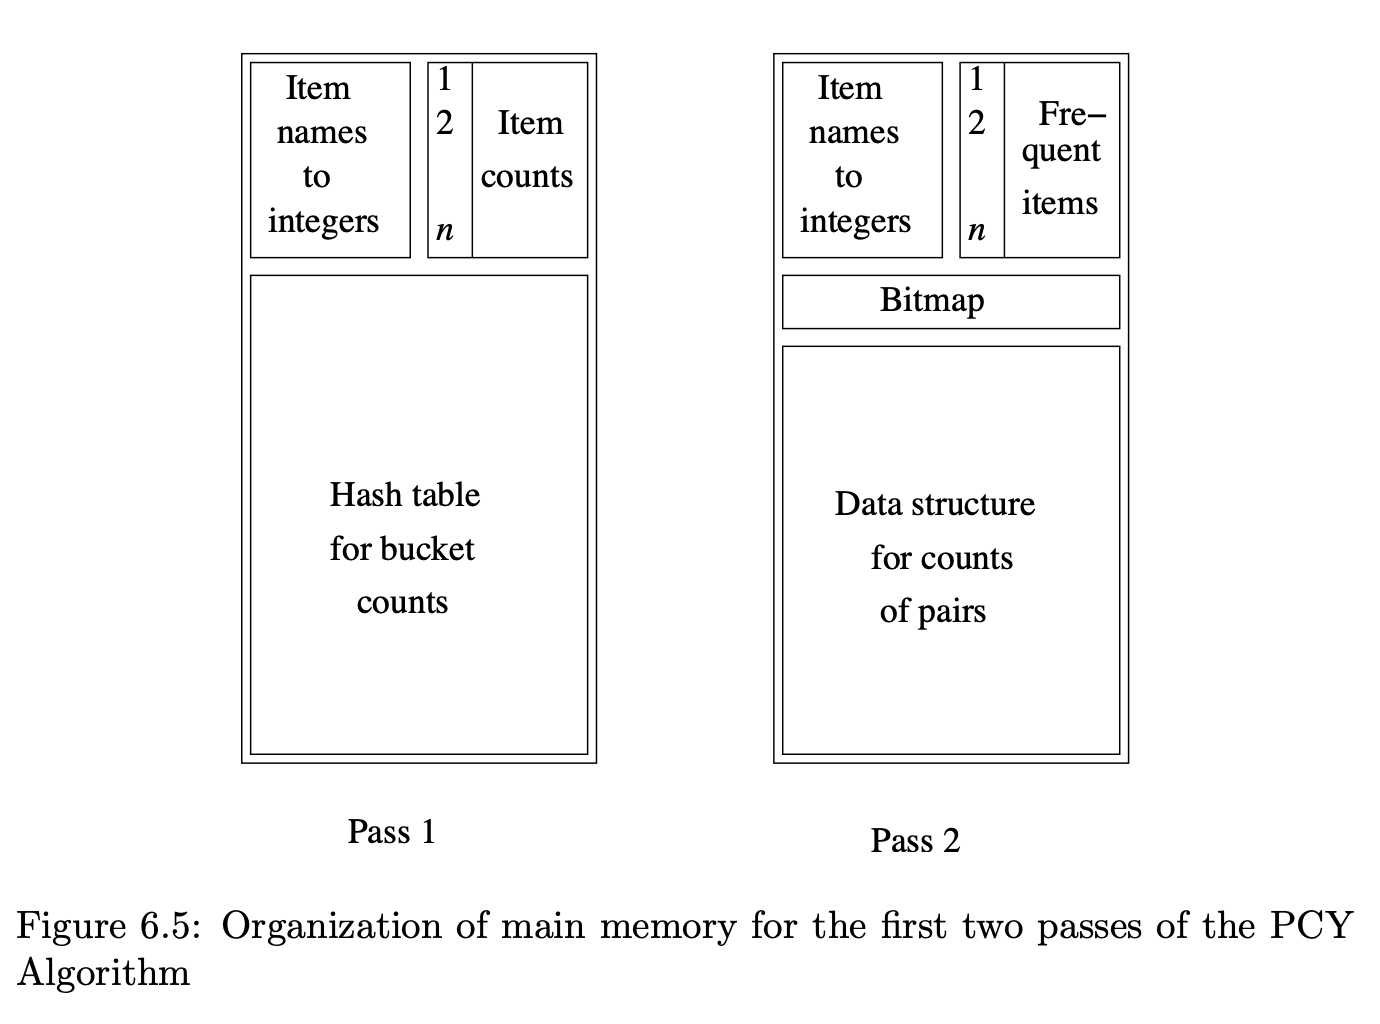 Item
names
to
integers
1
2
n
Item
counts
Hash table
for bucket
counts
Pass 1
Item
names
to
integers
1
2
n
Fre–
quent
items
Bitmap
Data structure
for counts
of pairs
Pass 2
Figure 6.5: Organization of main memory for the first two passes of the PCY
Algorithm